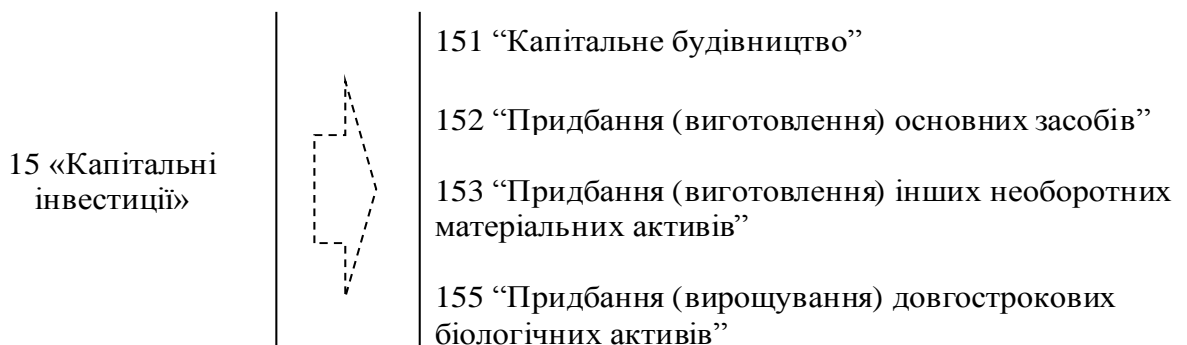 15 «Капітальні
інвестиції»
151 “Капітальне будівництво”
152 “Придбання (виготовлення) основних засобів”
153 “Придбання (виготовлення) інших необоротних
матеріальних активів”
155 “Придбання (вирощування) довгострокових
біологічних активів”